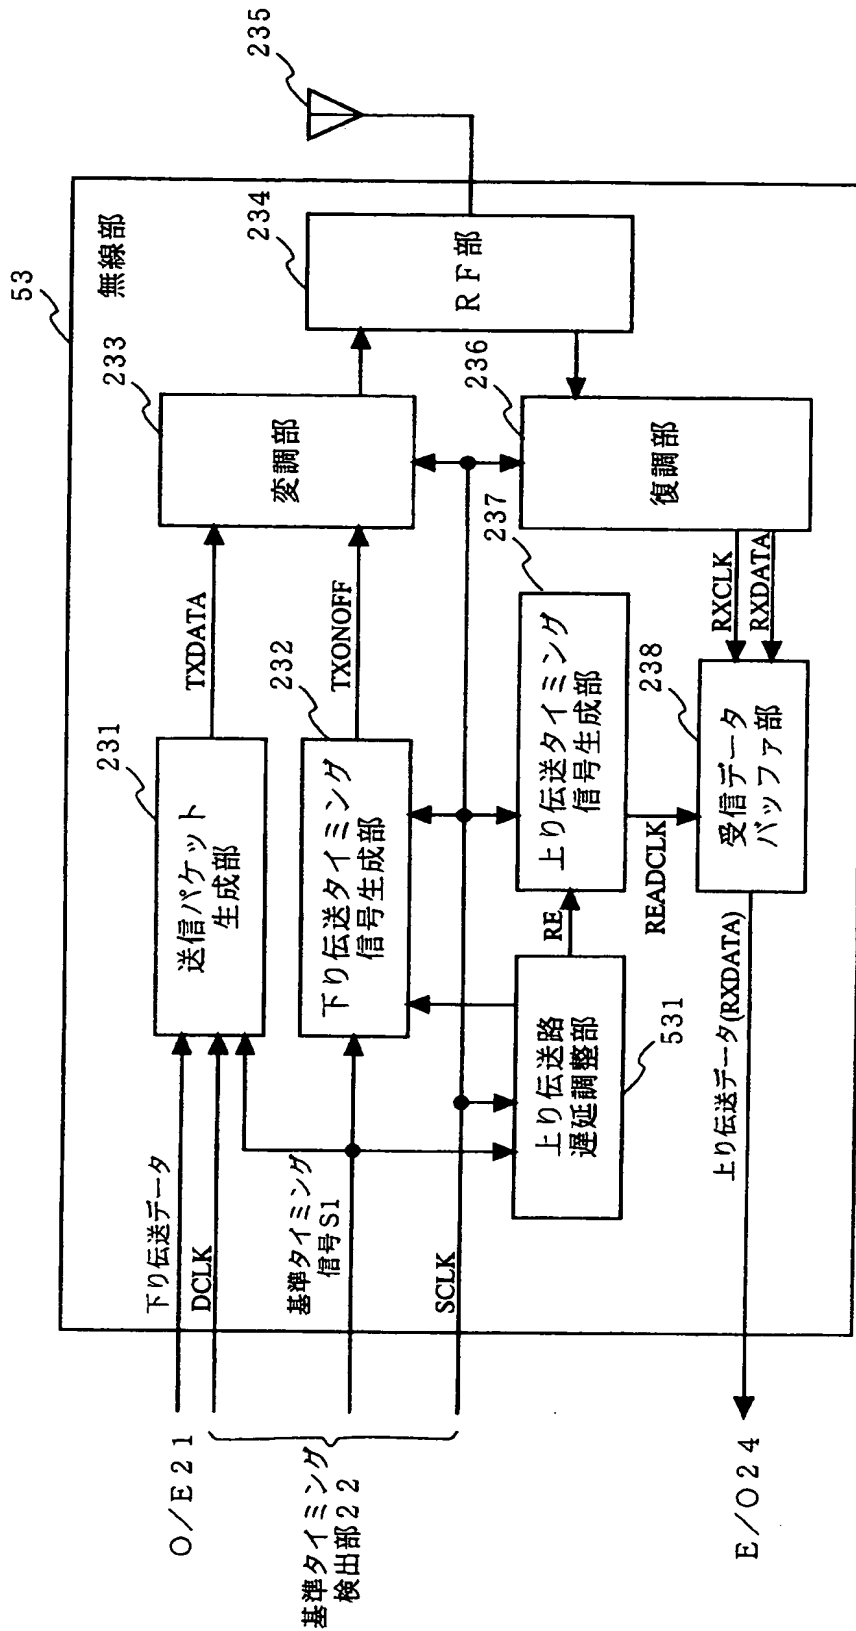 53
無線部
O/E21
下り伝送データ
DCLK
基準タイミング
検出部22
基準タイミング
信号S1
SCLK
231
送信パケット
生成部
TXDATA
233
変調部
234
RF部
235
232
下り伝送タイミング
信号生成部
TXONOFF
531
上り伝送路
遅延調整部
RE
237
上り伝送タイミング
信号生成部
READCLK
236
復調部
RXCLK
RXDATA
238
受信データ
バッファ部
上り伝送データ(RXDATA)
E/O24